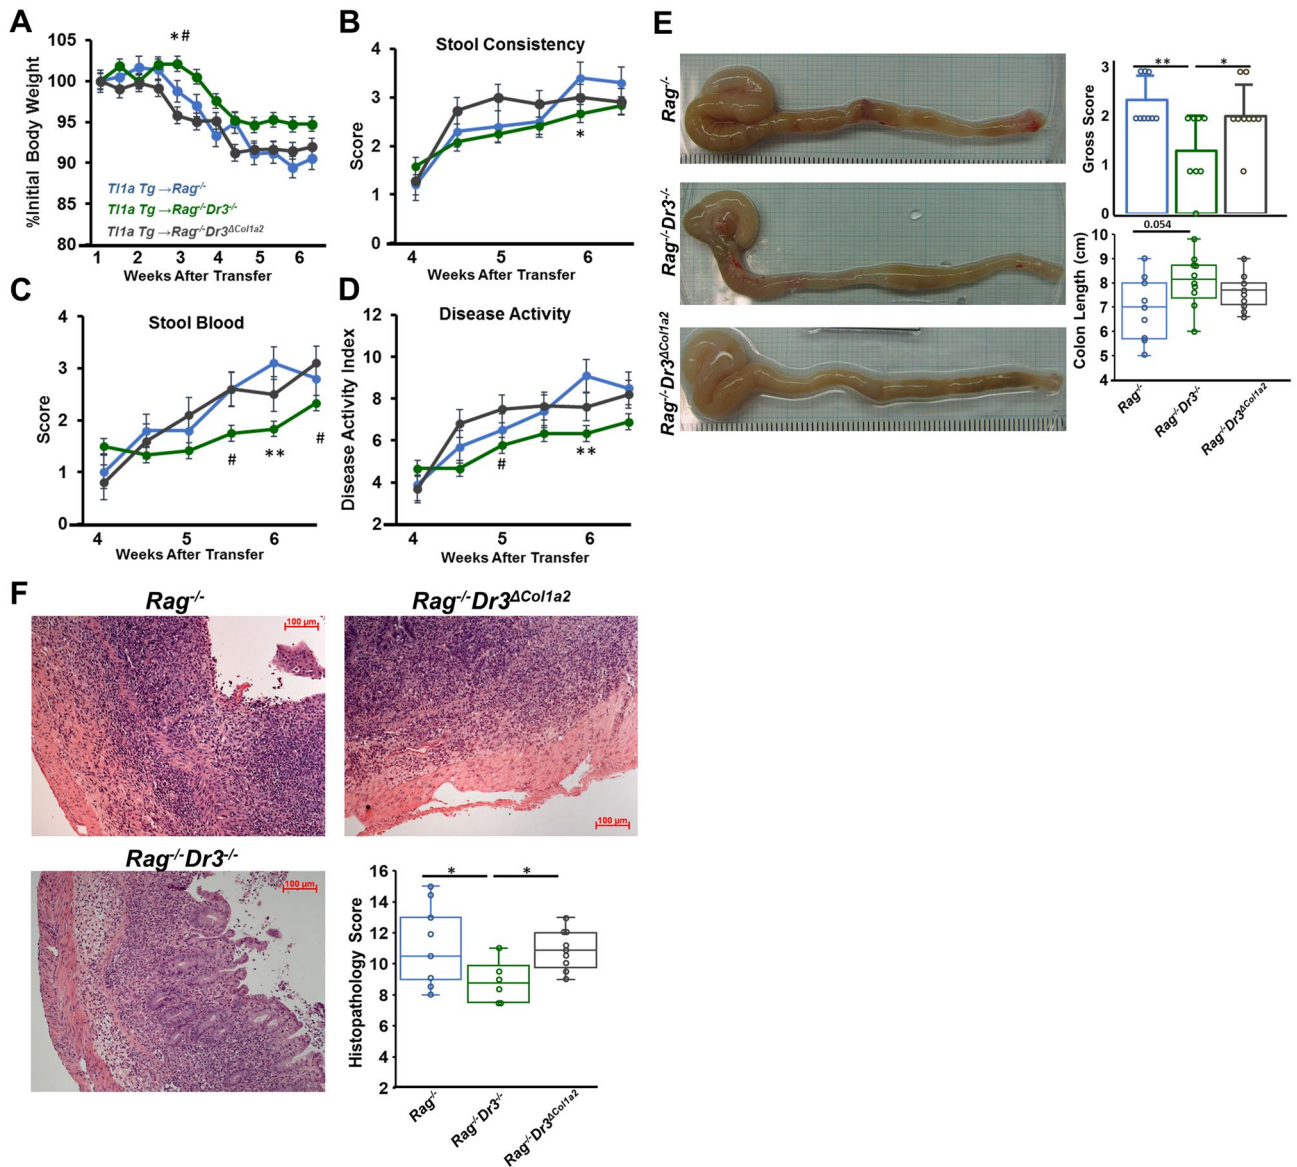 A
105
100
95
90
85
80
%Initial Body Weight
*#
Tl1a Tg →Rag-/-
Tl1a Tg →Rag-/-Dr3-/-
Tl1a Tg →Rag-/-Dr3ΔCol1a2
1 2 3 4 5 6
Weeks After Transfer
B
Stool Consistency
4
3
2
1
0
Score
*
4 5 6
Weeks After Transfer
C
Stool Blood
4
3
2
1
0
Score
#
**
#
4 5 6
Weeks After Transfer
D
Disease Activity
12
10
8
6
4
2
Disease Activity Index
#
**
4 5 6
Weeks After Transfer
E
Rag-/-
Rag-/-Dr3-/-
Rag-/-Dr3ΔCol1a2
** *
3
2
1
0
Gross Score
0.054
10
9
8
7
6
5
4
Colon Length (cm)
Rag-/-
Rag-/-Dr3-/-
Rag-/-Dr3ΔCol1a2
F
Rag-/-
100 µm
Rag-/-Dr3ΔCol1a2
100 µm
Rag-/-Dr3-/-
100 µm
* *
16
14
12
10
8
6
4
2
Histopathology Score
Rag-/-
Rag-/-Dr3-/-
Rag-/-Dr3ΔCol1a2